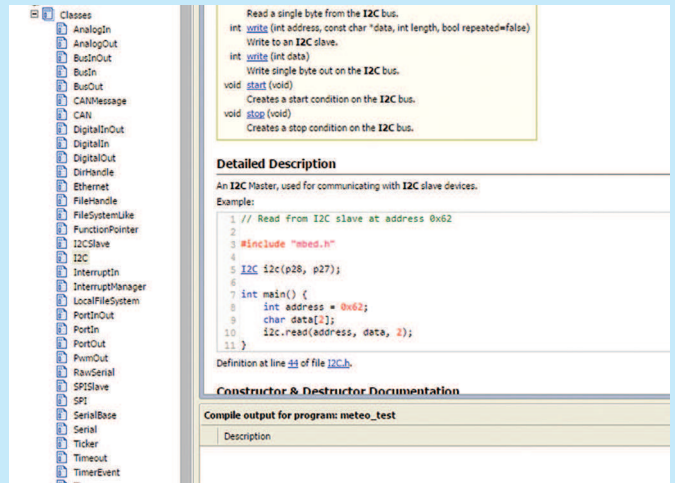 Classes
AnalogIn
AnalogOut
BusInOut
BusIn
BusOut
CANMessage
CAN
DigitalInOut
DigitalIn
DigitalOut
DirHandle
Ethernet
FileHandle
FileSystemLike
FunctionPointer
I2CSlave
I2C
InterruptIn
InterruptManager
LocalFileSystem
PortInOut
PortIn
PortOut
PwmOut
RawSerial
SPISlave
SPI
SerialBase
Serial
Ticker
Timeout
TimerEvent
Read a single byte from the I2C bus.
int write (int address, const char *data, int length, bool repeated=false)
Write to an I2C slave.
int write (int data)
Write single byte out on the I2C bus.
void start (void)
Creates a start condition on the I2C bus.
void stop (void)
Creates a stop condition on the I2C bus.
Detailed Description
An I2C Master, used for communicating with I2C slave devices.
Example:
1 // Read from I2C slave at address 0x62
2
3 #include "mbed.h"
4
5 I2C i2c(p28, p27);
6
7 int main() {
8 int address = 0x62;
9 char data[2];
10 i2c.read(address, data, 2);
11 }
Definition at line 44 of file I2C.h.
Constructor & Destructor Documentation
Compile output for program: meteo_test
Description